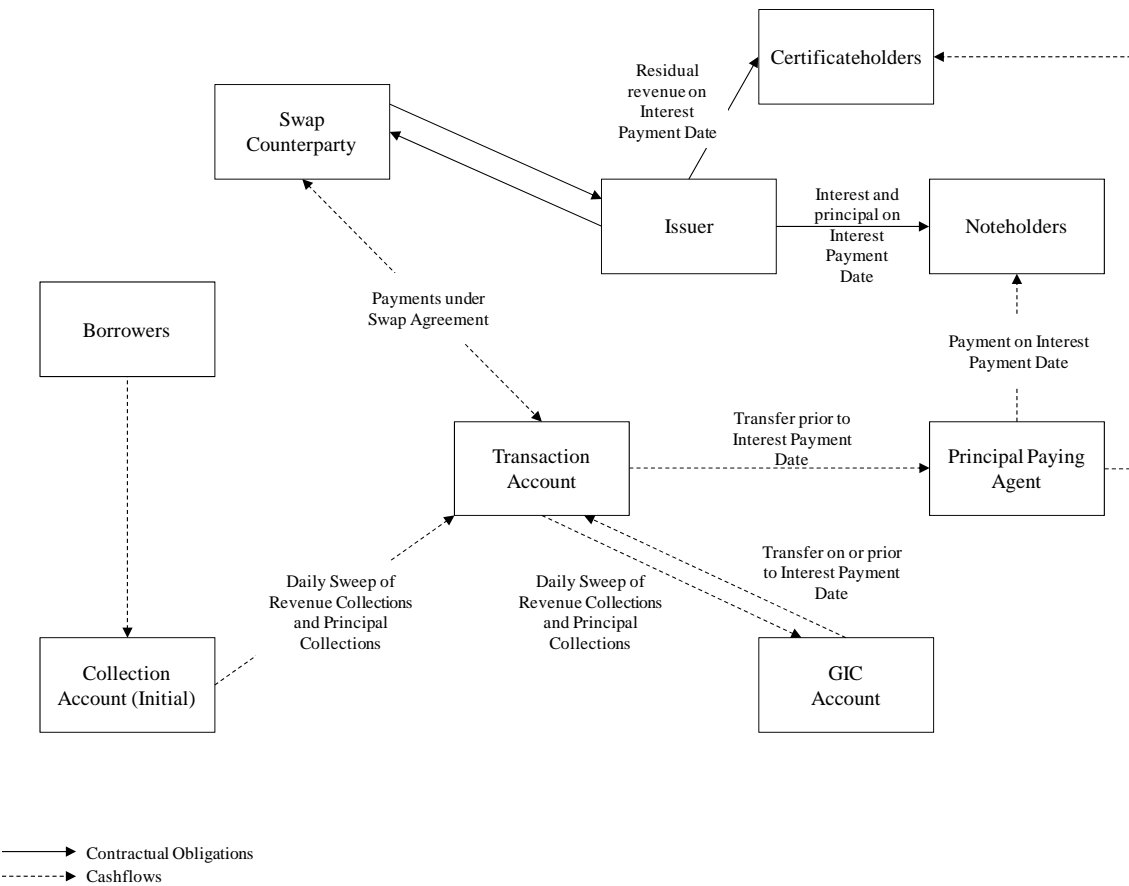 Certificateholders
Residual
revenue on
Interest
Payment Date
Swap
Counterparty
Issuer
Interest and
principal on
Interest
Payment
Date
Noteholders
Borrowers
Payments under
Swap Agreement
Payment on Interest
Payment Date
Transaction
Account
Transfer prior to
Interest Payment
Date
Principal Paying
Agent
Daily Sweep of
Revenue Collections
and Principal
Collections
Daily Sweep of
Revenue Collections
and Principal
Collections
Transfer on or prior
to Interest Payment
Date
Collection
Account (Initial)
GIC
Account
Contractual Obligations
Cashflows